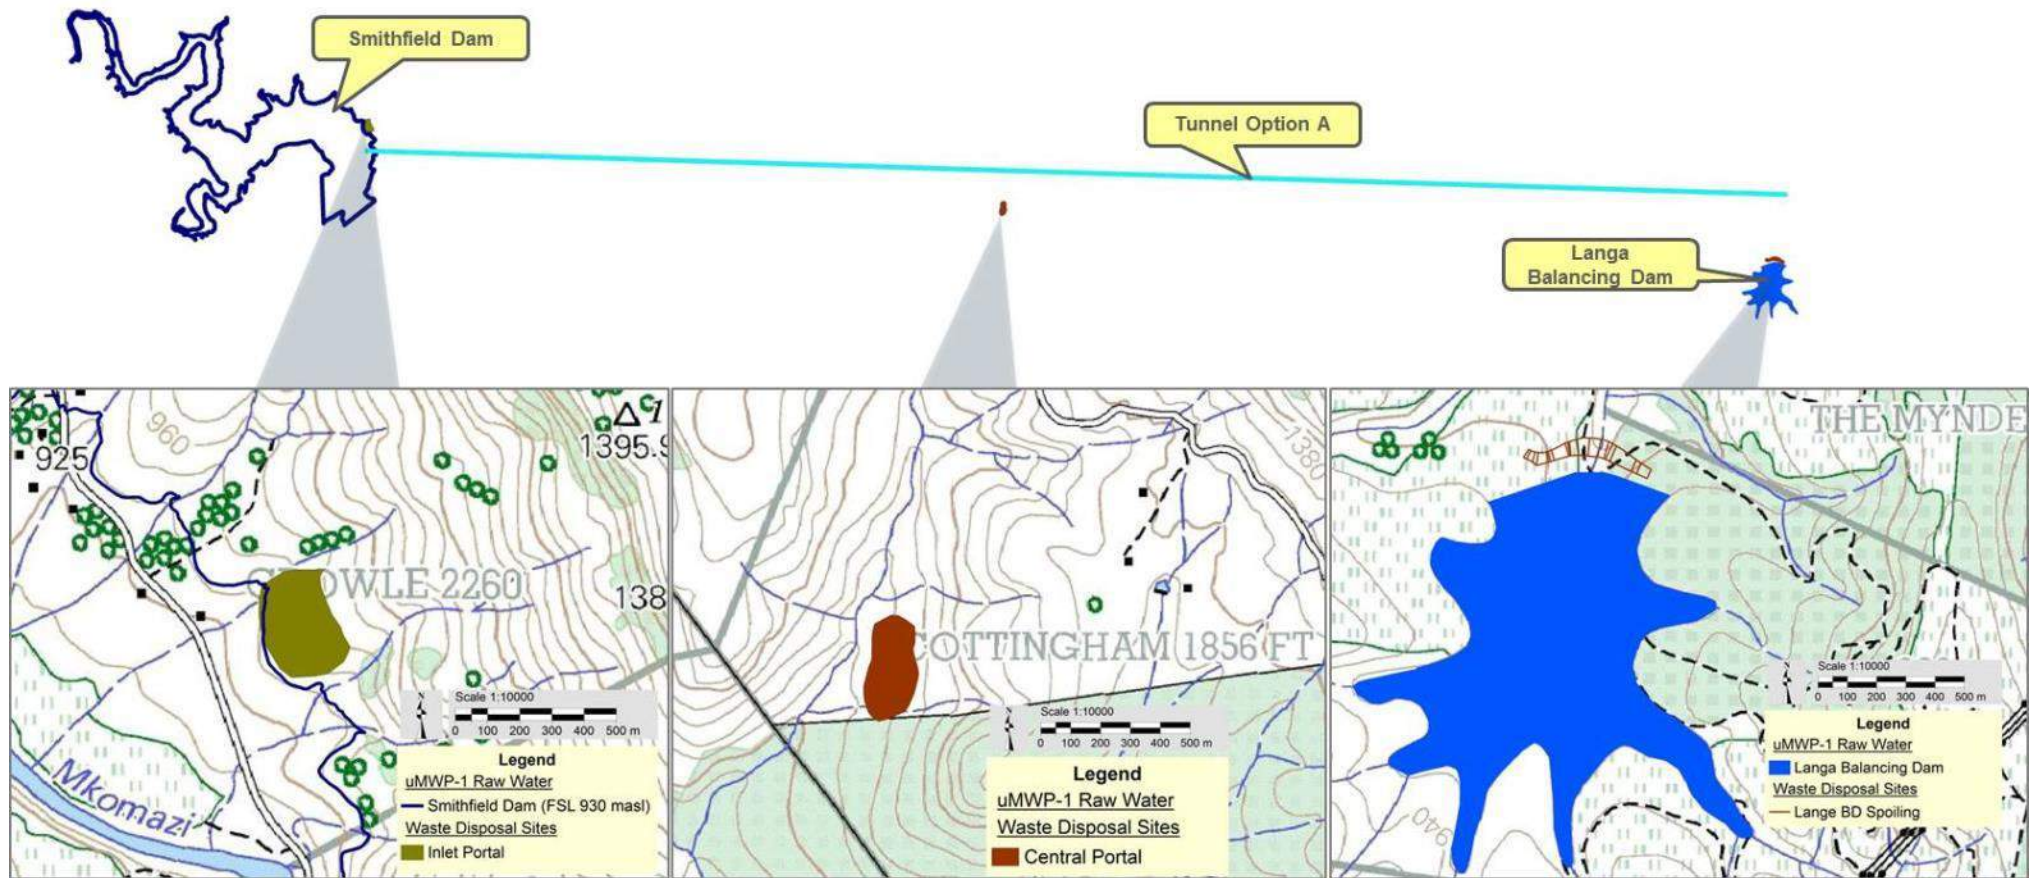 Smithfield Dam
Tunnel Option A
Langa
Balancing Dam
960
925
1395.9
GROWLE 2260
138
Mkomazi
N
Scale 1:10000
0 100 200 300 400 500 m
Legend
uMWP-1 Raw Water
Smithfield Dam (FSL 930 masl)
Waste Disposal Sites
Inlet Portal
1380
COTTINGHAM 1856 FT
Scale 1:10000
0 100 200 300 400 500 m
Legend
uMWP-1 Raw Water
Waste Disposal Sites
Central Portal
THE MYNDE
Scale 1:10000
0 100 200 300 400 500 m
940
Legend
uMWP-1 Raw Water
Langa Balancing Dam
Waste Disposal Sites
Lange BD Spoiling